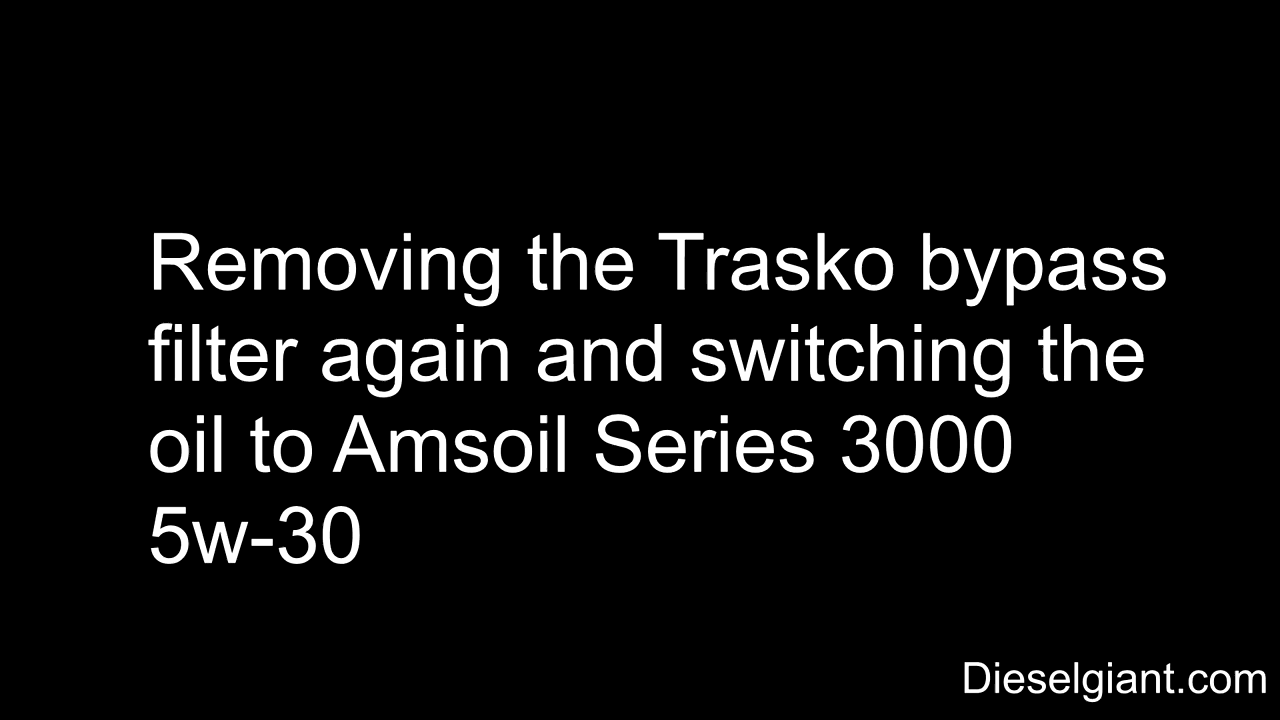 Removing the Trasko bypass
filter again and switching the
oil to Amsoil Series 3000
5w-30
Dieselgiant.com